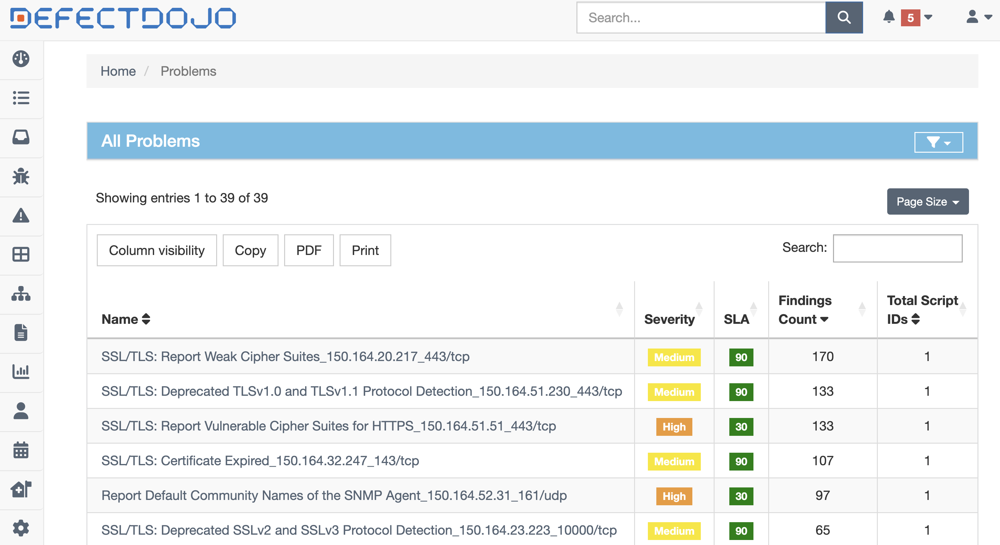 DEFECTDOJO
Search...
5
Home / Problems
All Problems
Showing entries 1 to 39 of 39
Page Size
Column visibility Copy PDF Print
Search:
Name Severity SLA Findings Count Total Script IDs
SSL/TLS: Report Weak Cipher Suites_150.164.20.217_443/tcp Medium 90 170 1
SSL/TLS: Deprecated TLSv1.0 and TLSv1.1 Protocol Detection_150.164.51.230_443/tcp Medium 90 133 1
SSL/TLS: Report Vulnerable Cipher Suites for HTTPS_150.164.51.51_443/tcp High 30 133 1
SSL/TLS: Certificate Expired_150.164.32.247_143/tcp Medium 90 107 1
Report Default Community Names of the SNMP Agent_150.164.52.31_161/udp High 30 97 1
SSL/TLS: Deprecated SSLv2 and SSLv3 Protocol Detection_150.164.23.223_10000/tcp Medium 90 65 1